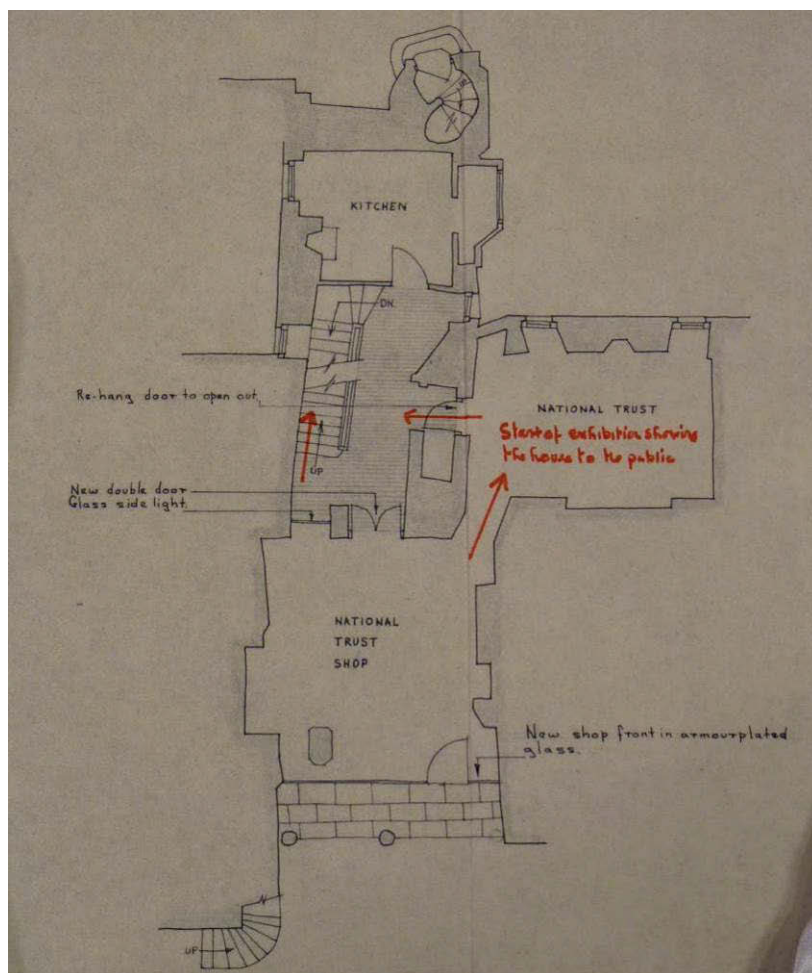 KITCHEN
DN.
Re-hang door to open out.
NATIONAL TRUST
Start of exhibition showing
the house to the public
UP
New double door
Glass side light.
NATIONAL
TRUST
SHOP
New shop front in armourplated
glass.
UP